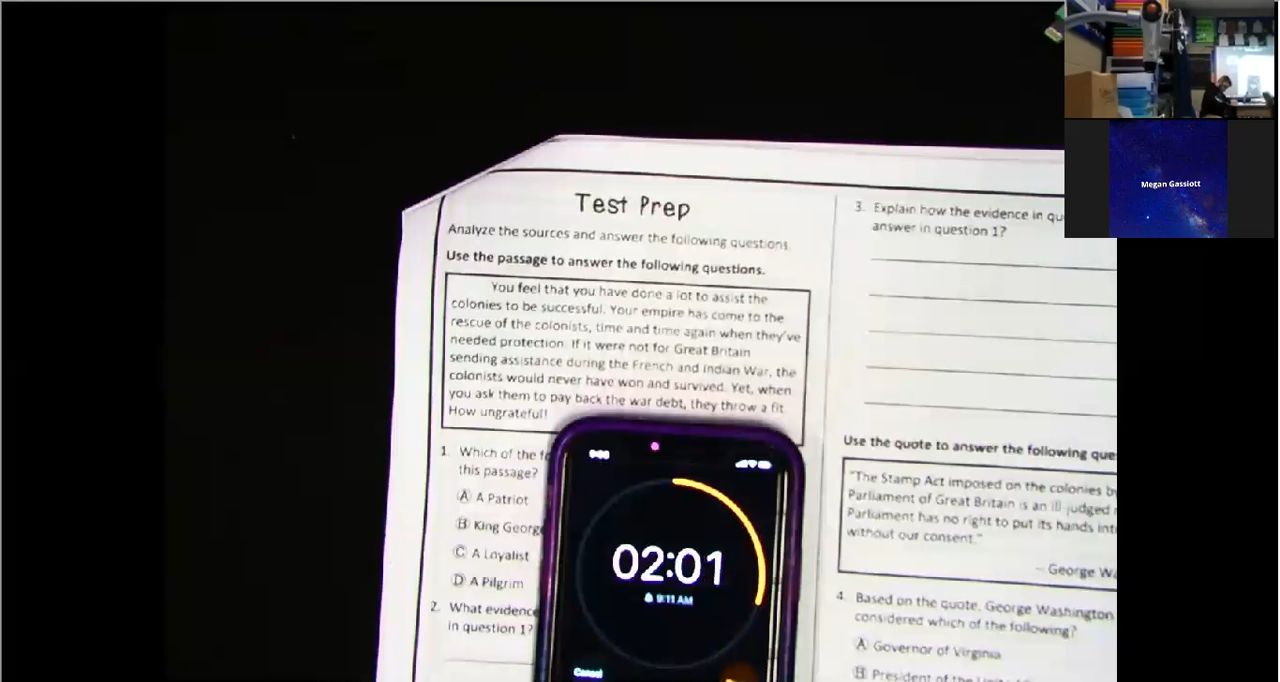 Test Prep
Analyze the sources and answer the following questions.
Use the passage to answer the following questions.
You feel that you have done a lot to assist the
colonies to be successful. Your empire has come to the
rescue of the colonists, time and time again when they've
needed protection. If it were not for Great Britain
sending assistance during the French and Indian War, the
colonists would never have won and survived. Yet, when
you ask them to pay back the war debt, they throw a fit.
How ungrateful!
1. Which of the
this passage?
A A Patriot
B King George
C A Loyalist
D A Pilgrim
2. What evidence
in question 1?
02:01
9:11 AM
Cancel
3. Explain how the evidence in
answer in question 1?
Use the quote to answer the following
"The Stamp Act imposed on the colonies
Parliament of Great Britain is an ill-judged
Parliament has no right to put its hands
without our consent."
- George
4. Based on the quote, George Washington
considered which of the following?
A Governor of Virginia
B President of the
Megan Gassiott